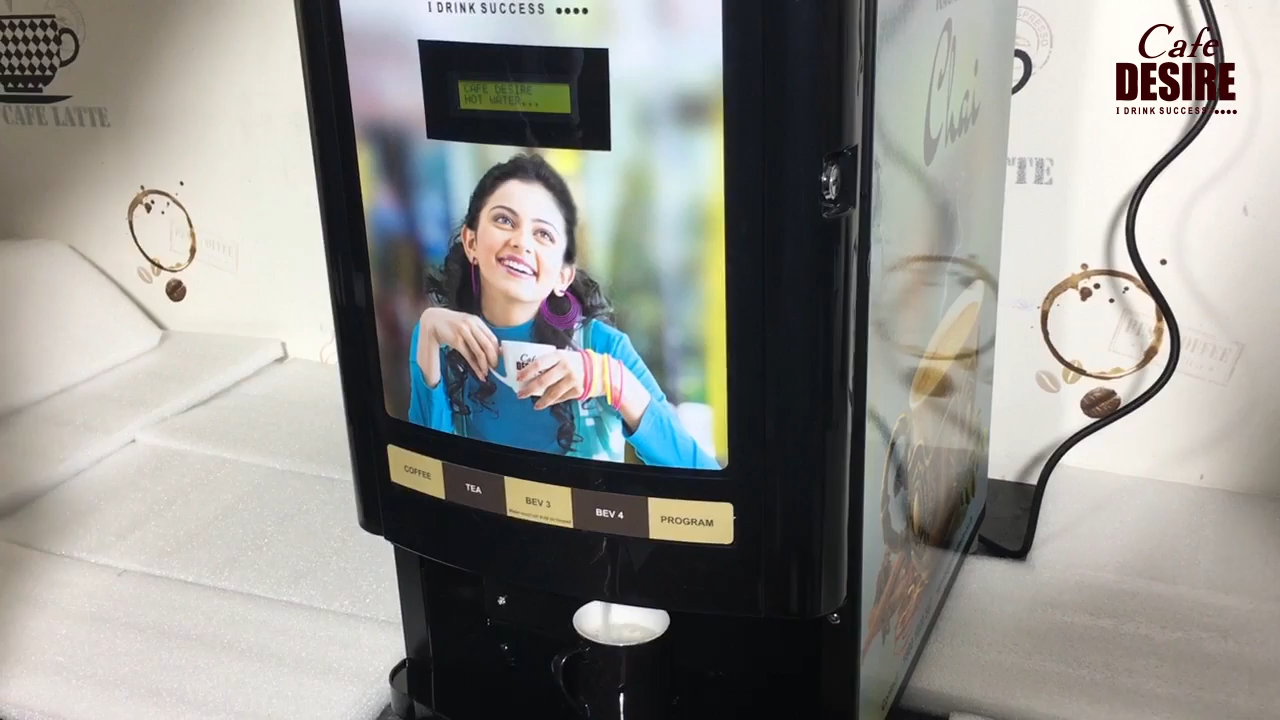 I DRINK SUCCESS
CAFE DESIRE
HOT WATER...
COFFEE
TEA
BEV 3
BEV 4
PROGRAM
Cafe
DESIRE
I DRINK SUCCESS
CAFE LATTE
Chai
Cafe